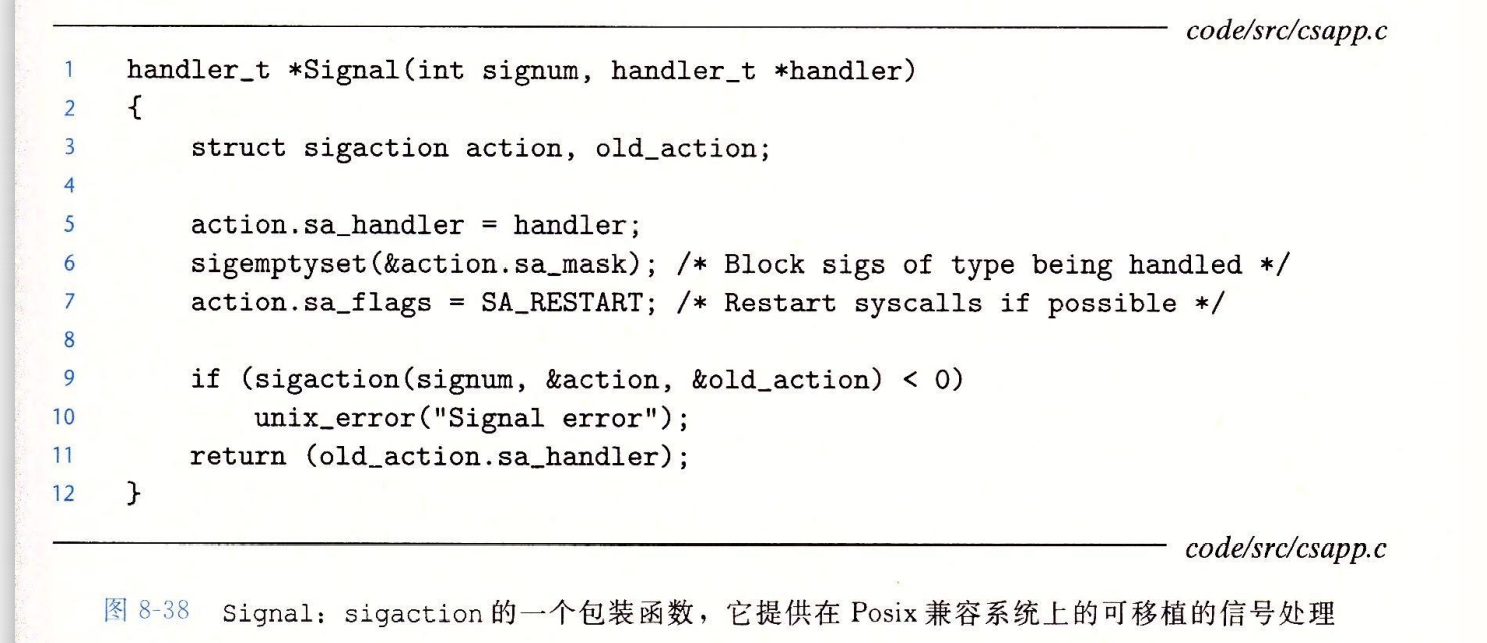 code/src/csapp.c
1 handler_t *Signal(int signum, handler_t *handler)
2 {
3 struct sigaction action, old_action;
4
5 action.sa_handler = handler;
6 sigemptyset(&action.sa_mask); /* Block sigs of type being handled */
7 action.sa_flags = SA_RESTART; /* Restart syscalls if possible */
8
9 if (sigaction(signum, &action, &old_action) < 0)
10 unix_error("Signal error");
11 return (old_action.sa_handler);
12 }
code/src/csapp.c
图 8-38 Signal：sigaction 的一个包装函数，它提供在 Posix 兼容系统上的可移植的信号处理